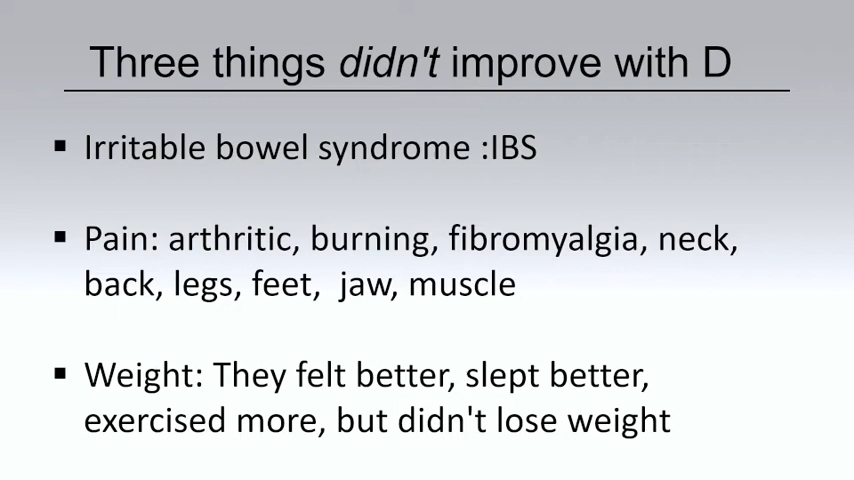 Three things didn't improve with D
▪ Irritable bowel syndrome :IBS
▪ Pain: arthritic, burning, fibromyalgia, neck,
back, legs, feet,  jaw, muscle
▪ Weight: They felt better, slept better,
exercised more, but didn't lose weight